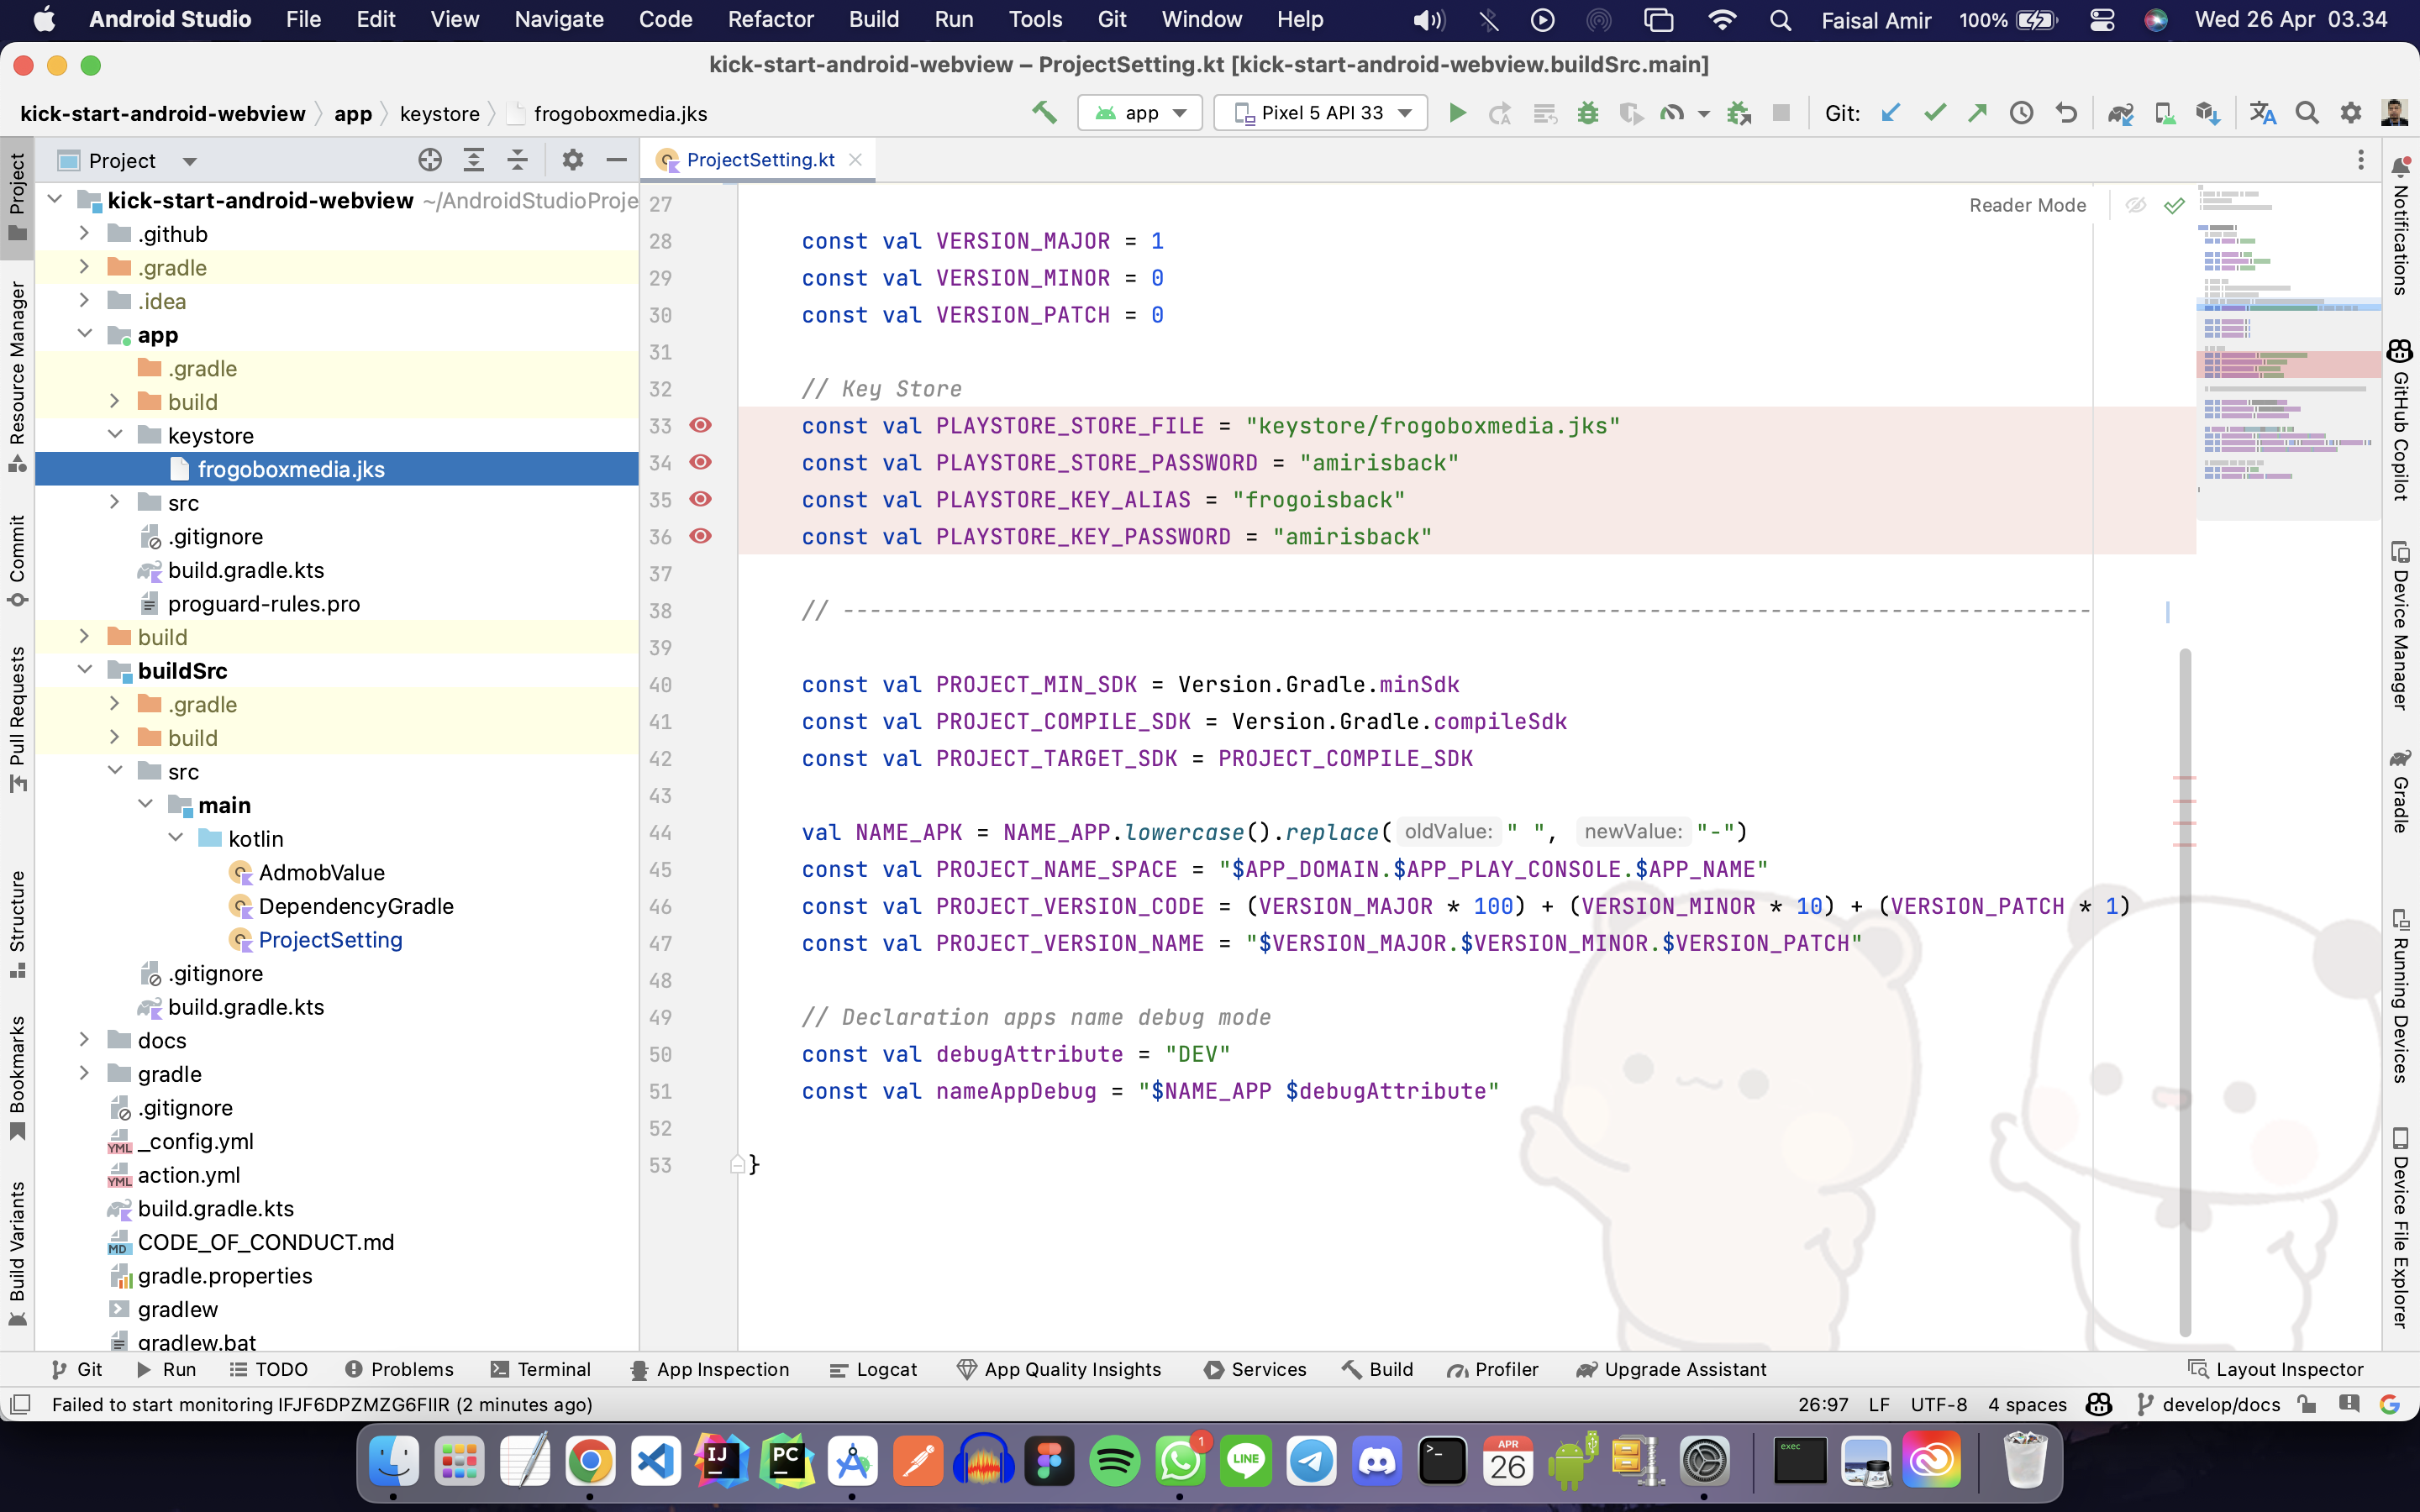 Android Studio File Edit View Navigate Code Refactor Build Run Tools Git Window Help Faisal Amir 100% Wed 26 Apr 03.34
kick-start-android-webview – ProjectSetting.kt [kick-start-android-webview.buildSrc.main]
kick-start-android-webview app keystore frogoboxmedia.jks app Pixel 5 API 33 Git:
Project
ProjectSetting.kt
Reader Mode
kick-start-android-webview ~/AndroidStudioProje
.github
.gradle
.idea
app
.gradle
build
keystore
frogoboxmedia.jks
src
.gitignore
build.gradle.kts
proguard-rules.pro
build
buildSrc
.gradle
build
src
main
kotlin
AdmobValue
DependencyGradle
ProjectSetting
.gitignore
build.gradle.kts
docs
gradle
.gitignore
YML _config.yml
YML action.yml
build.gradle.kts
MD CODE_OF_CONDUCT.md
gradle.properties
gradlew
gradlew.bat
27
28 const val VERSION_MAJOR = 1
29 const val VERSION_MINOR = 0
30 const val VERSION_PATCH = 0
31
32 // Key Store
33 const val PLAYSTORE_STORE_FILE = "keystore/frogoboxmedia.jks"
34 const val PLAYSTORE_STORE_PASSWORD = "amirisback"
35 const val PLAYSTORE_KEY_ALIAS = "frogoisback"
36 const val PLAYSTORE_KEY_PASSWORD = "amirisback"
37
38 // ---------------------------------------------------------------------------------------------
39
40 const val PROJECT_MIN_SDK = Version.Gradle.minSdk
41 const val PROJECT_COMPILE_SDK = Version.Gradle.compileSdk
42 const val PROJECT_TARGET_SDK = PROJECT_COMPILE_SDK
43
44 val NAME_APK = NAME_APP.lowercase().replace( oldValue: " ", newValue: "-")
45 const val PROJECT_NAME_SPACE = "$APP_DOMAIN.$APP_PLAY_CONSOLE.$APP_NAME"
46 const val PROJECT_VERSION_CODE = (VERSION_MAJOR * 100) + (VERSION_MINOR * 10) + (VERSION_PATCH * 1)
47 const val PROJECT_VERSION_NAME = "$VERSION_MAJOR.$VERSION_MINOR.$VERSION_PATCH"
48
49 // Declaration apps name debug mode
50 const val debugAttribute = "DEV"
51 const val nameAppDebug = "$NAME_APP $debugAttribute"
52
53 }
Project
Resource Manager
Commit
Pull Requests
Structure
Bookmarks
Build Variants
Notifications
GitHub Copilot
Device Manager
Gradle
Running Devices
Device File Explorer
Git Run TODO Problems Terminal App Inspection Logcat App Quality Insights Services Build Profiler Upgrade Assistant Layout Inspector
Failed to start monitoring IFJF6DPZMZG6FIIR (2 minutes ago) 26:97 LF UTF-8 4 spaces develop/docs
IJ
PC
1
LINE
APR
26
exec